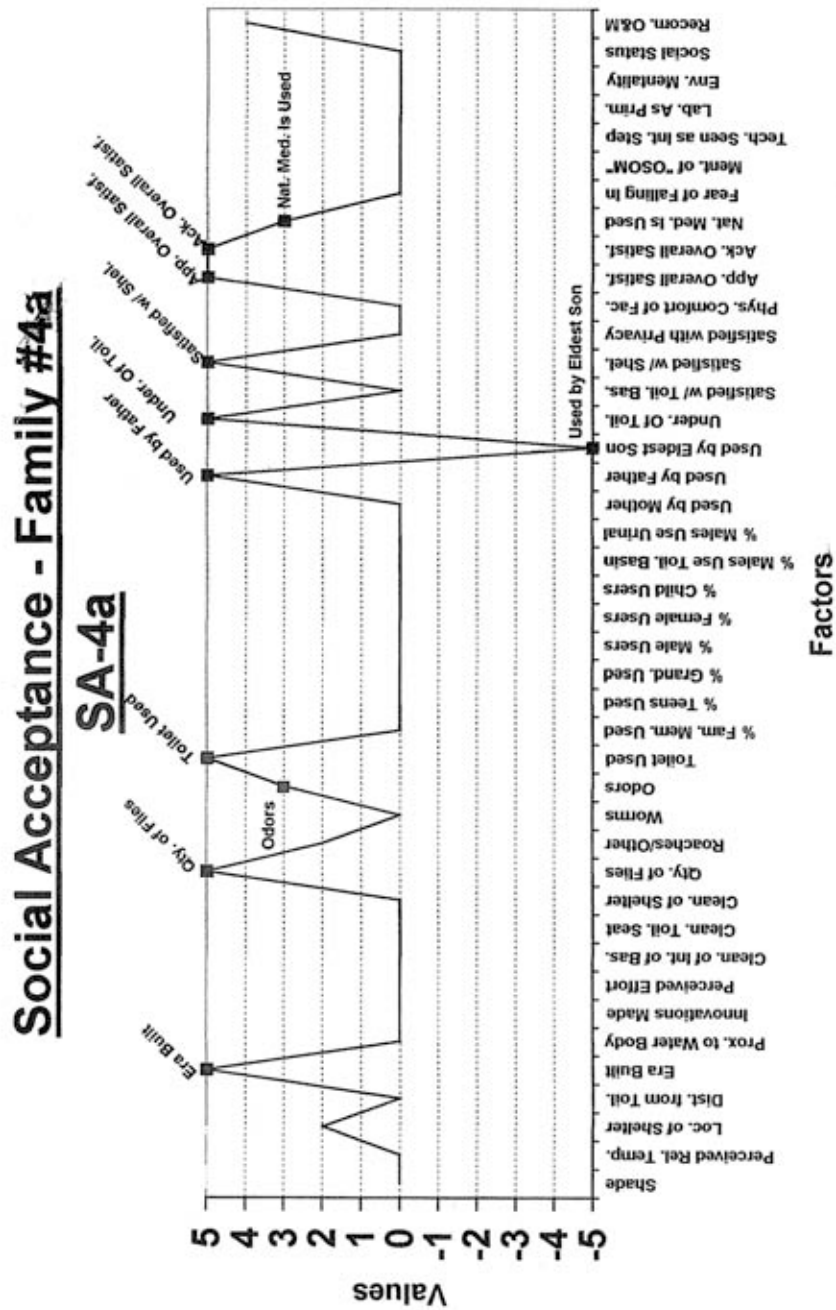 Social Acceptance - Family #4a
SA-4a
Era Built
Qty. of Flies
Odors
Toilet Used
Used by Father
Used by Eldest Son
Under. Of Toil.
Satisfied w/ Shel.
App. Overall Satisf.
Ack. Overall Satisf.
Nat. Med. Is Used
Values
5
4
3
2
1
0
-1
-2
-3
-4
-5
Shade
Perceived Rel. Temp.
Loc. of Shelter
Dist. from Toil.
Era Built
Prox. to Water Body
Innovations Made
Perceived Effort
Clean. of Int. of Bas.
Clean. Toil. Seat
Clean. of Shelter
Qty. of Flies
Roaches/Other
Worms
Odors
Toilet Used
% Fam. Mem. Used
% Teens Used
% Grand. Used
% Male Users
% Female Users
% Child Users
% Males Use Toil. Basin
% Males Use Urinal
Used by Mother
Used by Father
Used by Eldest Son
Under. Of Toil.
Satisfied w/ Toil. Bas.
Satisfied w/ Shel.
Satisfied with Privacy
Phys. Comfort of Fac.
App. Overall Satisf.
Ack. Overall Satisf.
Nat. Med. Is Used
Fear of Falling In
Ment. of "OSOM"
Tech. Seen as Int. Step
Lab. As Prim.
Env. Mentality
Social Status
Recom. O&M
Factors